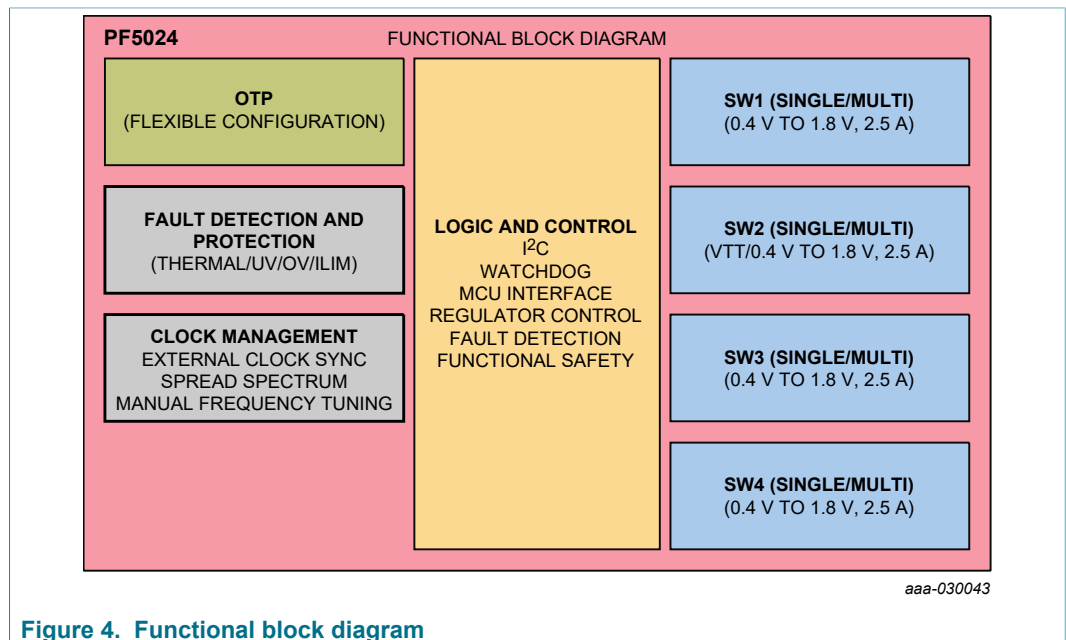 PF5024
FUNCTIONAL BLOCK DIAGRAM
OTP
(FLEXIBLE CONFIGURATION)
FAULT DETECTION AND
PROTECTION
(THERMAL/UV/OV/ILIM)
CLOCK MANAGEMENT
EXTERNAL CLOCK SYNC
SPREAD SPECTRUM
MANUAL FREQUENCY TUNING
LOGIC AND CONTROL
I²C
WATCHDOG
MCU INTERFACE
REGULATOR CONTROL
FAULT DETECTION
FUNCTIONAL SAFETY
SW1 (SINGLE/MULTI)
(0.4 V TO 1.8 V, 2.5 A)
SW2 (SINGLE/MULTI)
(VTT/0.4 V TO 1.8 V, 2.5 A)
SW3 (SINGLE/MULTI)
(0.4 V TO 1.8 V, 2.5 A)
SW4 (SINGLE/MULTI)
(0.4 V TO 1.8 V, 2.5 A)
aaa-030043
Figure 4. Functional block diagram